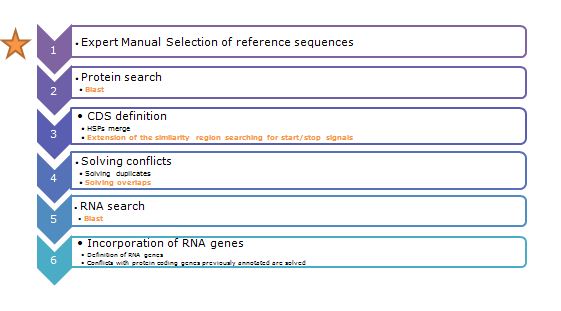 1
• Expert Manual Selection of reference sequences
2
• Protein search
• Blast
3
• CDS definition
• HSPs merge
• Extension of the similarity region searching for start/stop signals
4
• Solving conflicts
• Solving duplicates
• Solving overlaps
5
• RNA search
• Blast
6
• Incorporation of RNA genes
• Definition of RNA genes
• Conflicts with protein coding genes previously annotated are solved